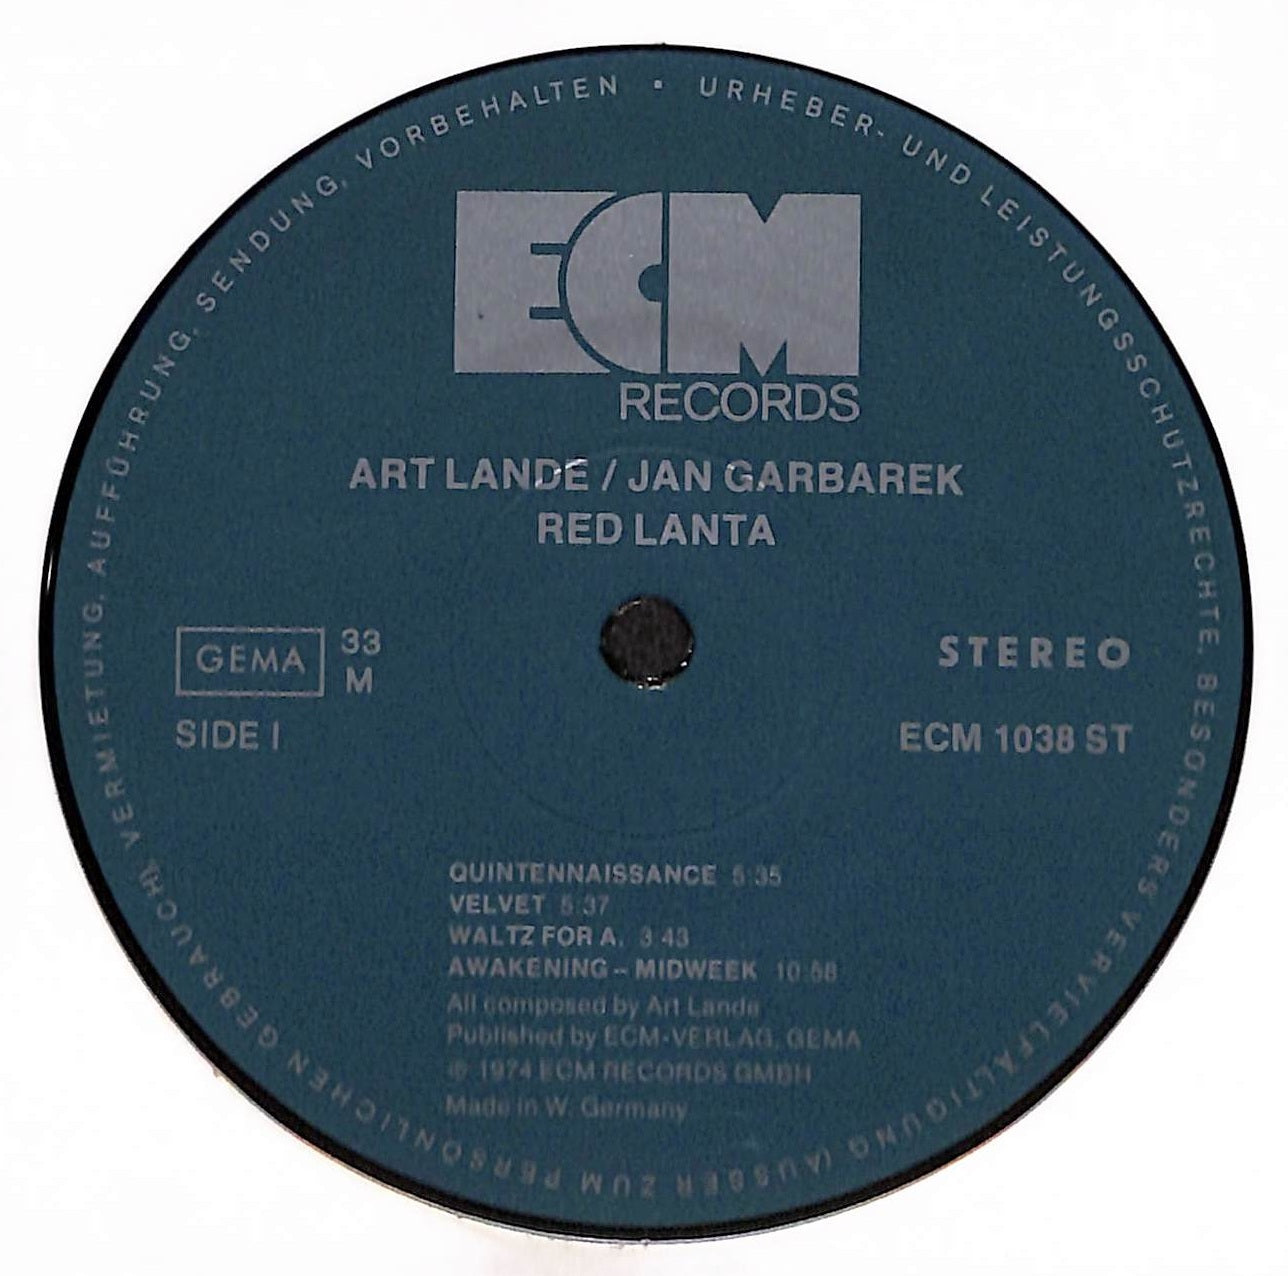 URHEBER- UND LEISTUNGSSCHUTZRECHTE, BESONDERS VERVIELFÄLTIGUNG (AUSSER ZUM PERSÖNLICHEN GEBRAUCH), VERMIETUNG, AUFFÜHRUNG, SENDUNG, VORBEHALTEN •
ECM
RECORDS
ART LANDE / JAN GARBAREK
RED LANTA
GEMA 33 STEREO
M
SIDE I ECM 1038 ST
QUINTENNAISSANCE 5:35
VELVET 5:37
WALTZ FOR A. 3:43
AWAKENING – MIDWEEK 10:58
All composed by Art Lande
Published by ECM-VERLAG, GEMA
℗ 1974 ECM RECORDS GMBH
Made in W. Germany